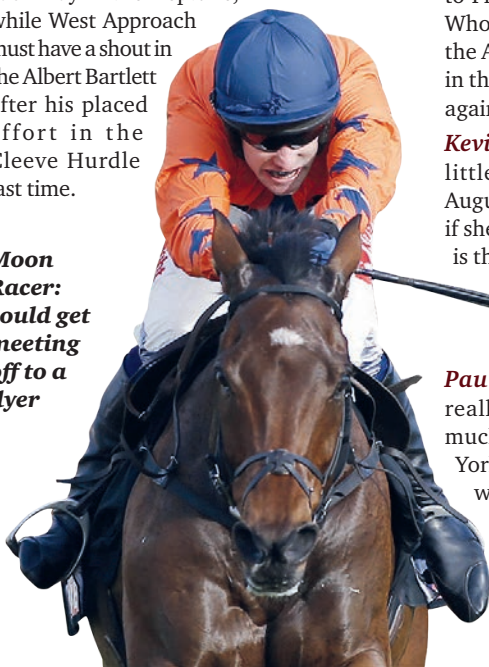 while West Approach
must have a shout in
the Albert Bartlett
after his placed
effort in the
Cleeve Hurdle
last time.
Moon
Racer:
could get
meeting
off to a
flyer
Who
the A
in th
again
Kevi
little
Augu
if she
is th
Pau
reall
much
Yor
w